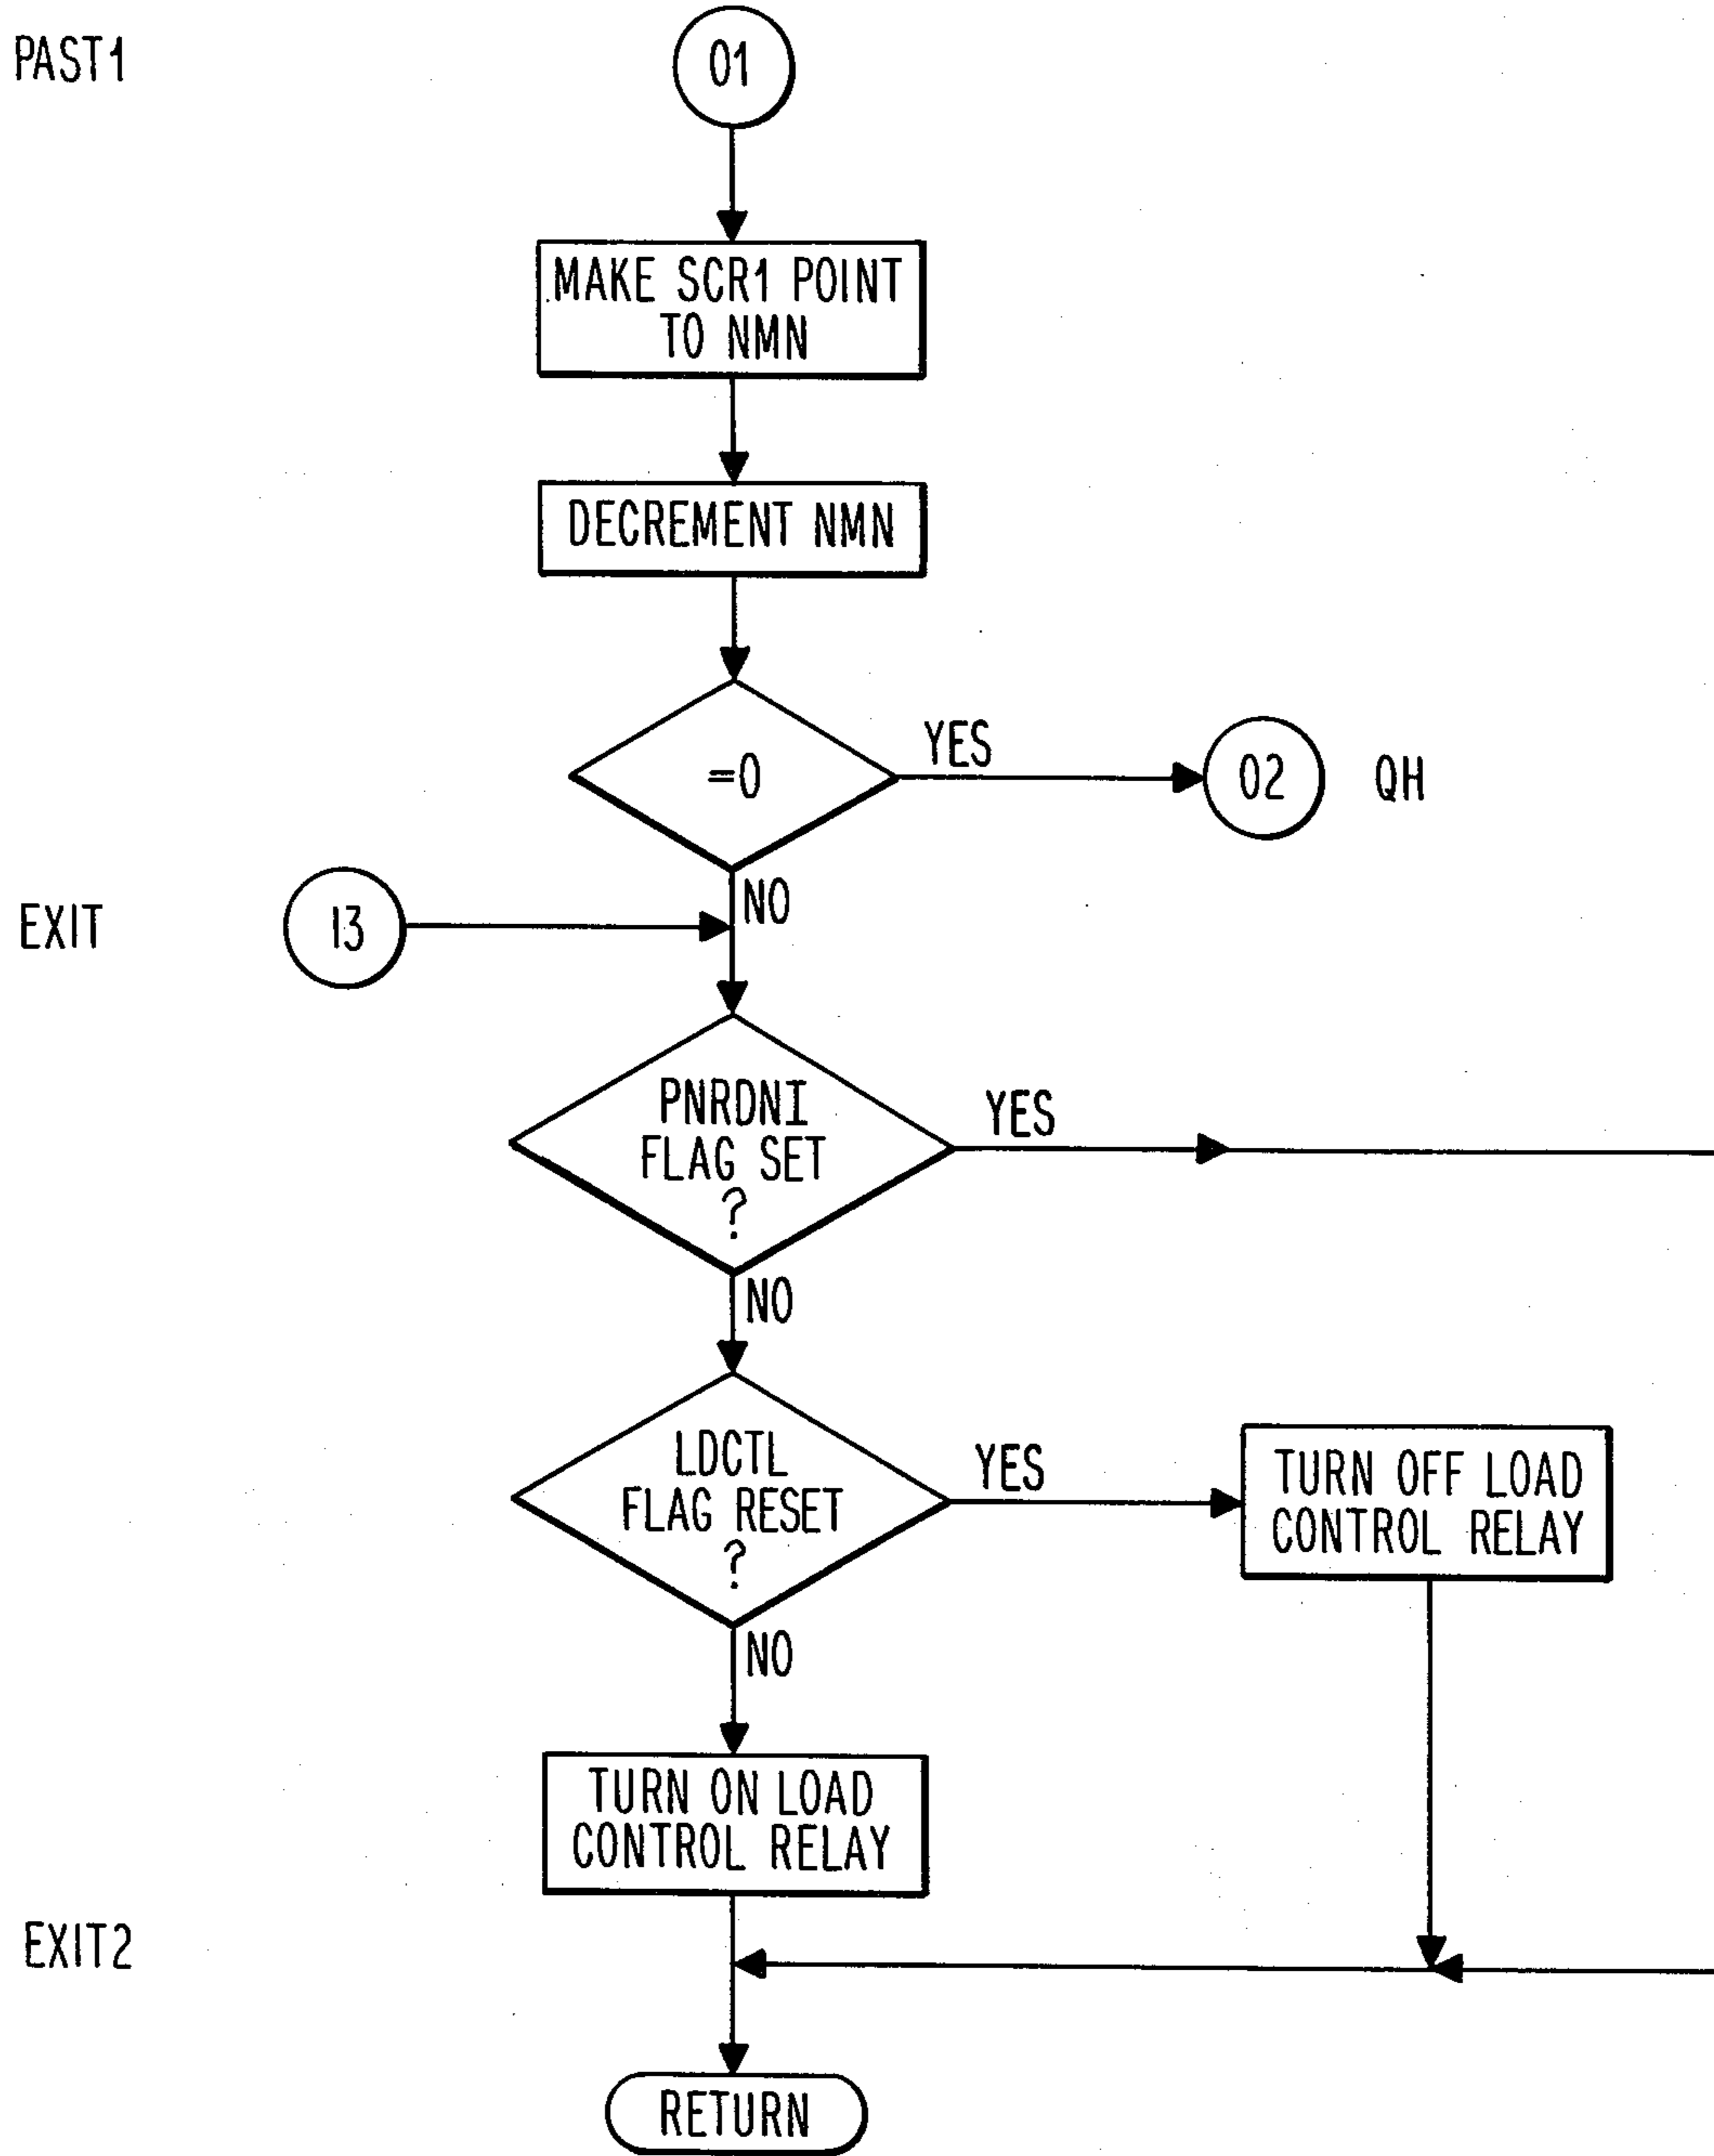 PAST1
01
MAKE SCR1 POINT
TO NMN
DECREMENT NMN
=0
YES
02
QH
NO
EXIT
13
PNRDNI
FLAG SET
?
YES
NO
LDCTL
FLAG RESET
?
YES
TURN OFF LOAD
CONTROL RELAY
NO
TURN ON LOAD
CONTROL RELAY
EXIT2
RETURN